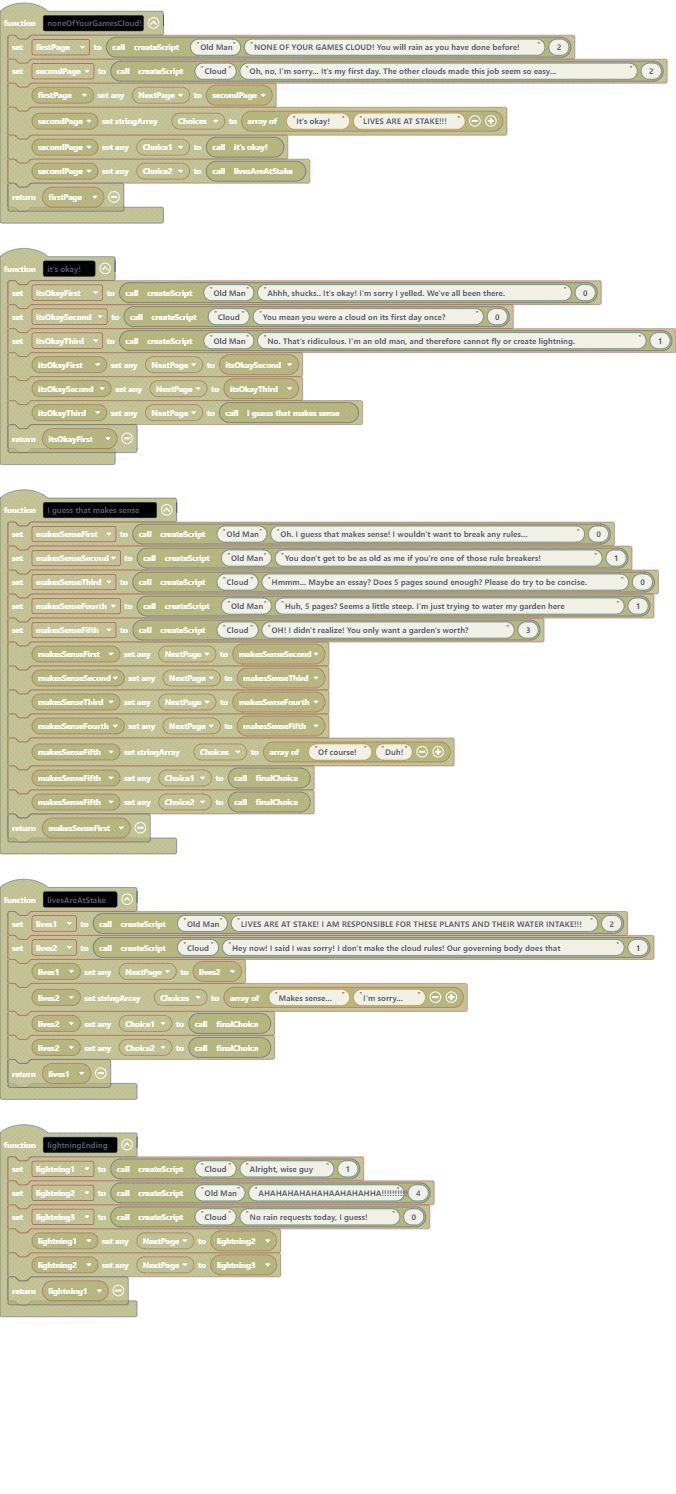 function noneOfYourGamesCloud!
set firstPage to call createScript "Old Man" "NONE OF YOUR GAMES CLOUD! You will rain as you have done before!" 2
set secondPage to call createScript "Cloud" "Oh, no, I'm sorry... It's my first day. The other clouds made this job seem so easy..." 2
firstPage set any NextPage to secondPage
secondPage set stringArray Choices to array of "It's okay!" "LIVES ARE AT STAKE!!!"
secondPage set any Choice1 to call it's okay!
secondPage set any Choice2 to call livesAreAtStake
return firstPage
function it's okay!
set itsOkayFirst to call createScript "Old Man" "Ahhh, shucks.. It's okay! I'm sorry I yelled. We've all been there." 0
set itsOkaySecond to call createScript "Cloud" "You mean you were a cloud on its first day once?" 0
set itsOkayThird to call createScript "Old Man" "No. That's ridiculous. I'm an old man, and therefore cannot fly or create lightning." 1
itsOkayFirst set any NextPage to itsOkaySecond
itsOkaySecond set any NextPage to itsOkayThird
itsOkayThird set any NextPage to call I guess that makes sense
return itsOkayFirst
function I guess that makes sense
set makesSenseFirst to call createScript "Old Man" "Oh. I guess that makes sense! I wouldn't want to break any rules..." 0
set makesSenseSecond to call createScript "Old Man" "You don't get to be as old as me if you're one of those rule breakers!" 1
set makesSenseThird to call createScript "Cloud" "Hmmm... Maybe an essay? Does 5 pages sound enough? Please do try to be concise." 0
set makesSenseFourth to call createScript "Old Man" "Huh, 5 pages? Seems a little steep. I'm just trying to water my garden here" 1
set makesSenseFifth to call createScript "Cloud" "OH! I didn't realize! You only want a garden's worth?" 3
makesSenseFirst set any NextPage to makesSenseSecond
makesSenseSecond set any NextPage to makesSenseThird
makesSenseThird set any NextPage to makesSenseFourth
makesSenseFourth set any NextPage to makesSenseFifth
makesSenseFifth set stringArray Choices to array of "Of course!" "Duh!"
makesSenseFifth set any Choice1 to call finalChoice
makesSenseFifth set any Choice2 to call finalChoice
return makesSenseFirst
function livesAreAtStake
set lives1 to call createScript "Old Man" "LIVES ARE AT STAKE! I AM RESPONSIBLE FOR THESE PLANTS AND THEIR WATER INTAKE!!!" 2
set lives2 to call createScript "Cloud" "Hey now! I said I was sorry! I don't make the cloud rules! Our governing body does that" 1
lives1 set any NextPage to lives2
lives2 set stringArray Choices to array of "Makes sense..." "I'm sorry..."
lives2 set any Choice1 to call finalChoice
lives2 set any Choice2 to call finalChoice
return lives1
function lightningEnding
set lightning1 to call createScript "Cloud" "Alright, wise guy" 1
set lightning2 to call createScript "Old Man" "AHAHAHAHAHAHAAHAHAHHA!!!!!!!!!" 4
set lightning3 to call createScript "Cloud" "No rain requests today, I guess!" 0
lightning1 set any NextPage to lightning2
lightning2 set any NextPage to lightning3
return lightning1